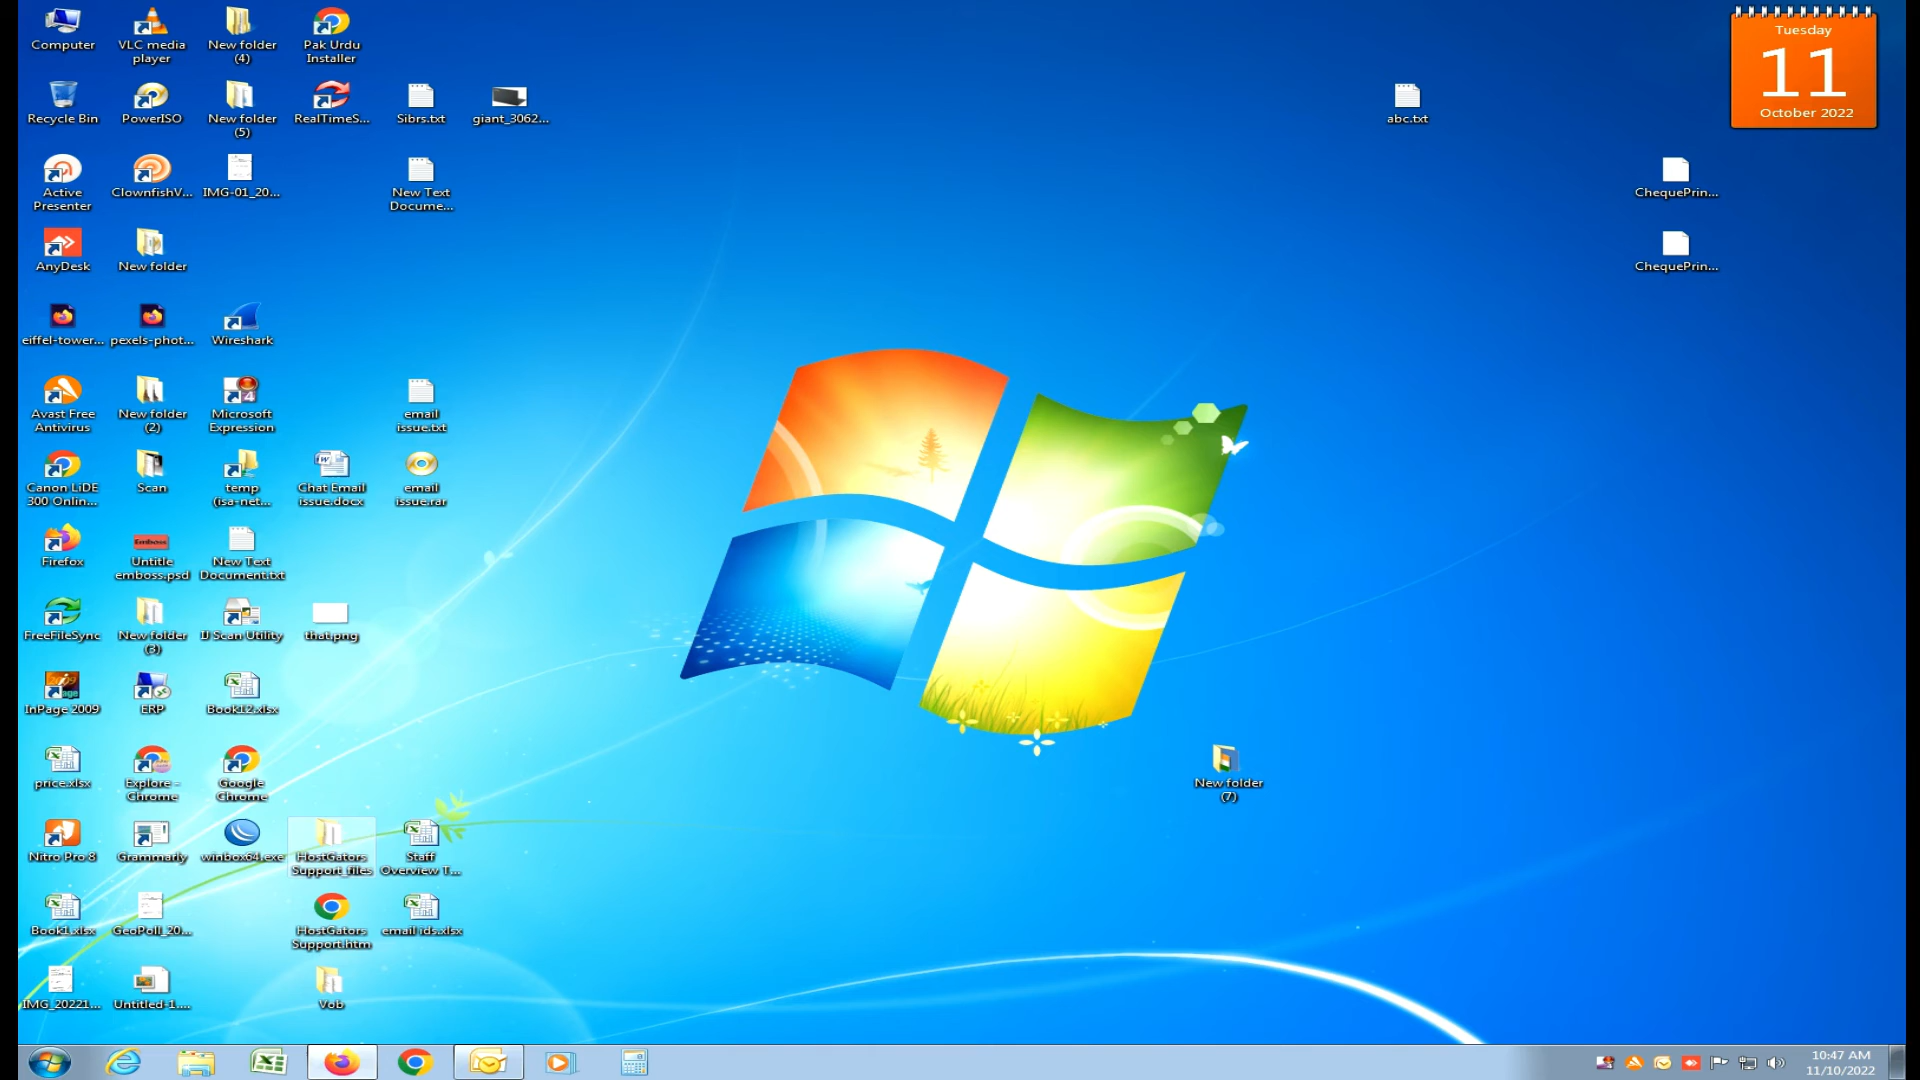 Computer
VLC media
player
New folder
(4)
Pak Urdu
Installer
Recycle Bin
PowerISO
New folder
(5)
RealTimeS...
Sibrs.txt
giant_3062...
abc.txt
Tuesday
11
October 2022
Active
Presenter
ClownfishV...
IMG-01_20...
New Text
Docume...
ChequePrin...
AnyDesk
New folder
ChequePrin...
eiffel-tower...
pexels-phot...
Wireshark
Avast Free
Antivirus
New folder
(2)
Microsoft
Expression
email
issue.txt
Canon LiDE
300 Onlin...
Scan
temp
(isa-net...
Chat Email
issue.docx
email
issue.rar
Firefox
Emboss
Untitle
emboss.psd
New Text
Document.txt
FreeFileSync
New folder
(3)
IJ Scan Utility
that.png
InPage 2009
ERP
Book12.xlsx
price.xlsx
Explore -
Chrome
Google
Chrome
New folder
(7)
Nitro Pro 8
Grammarly
winbox64.exe
HostGators
Support_files
Staff
Overview T...
Book1.xlsx
GeoPoll_20...
HostGators
Support.htm
email ids.xlsx
IMG_20221...
Untitled-1....
Vob
10:47 AM
11/10/2022